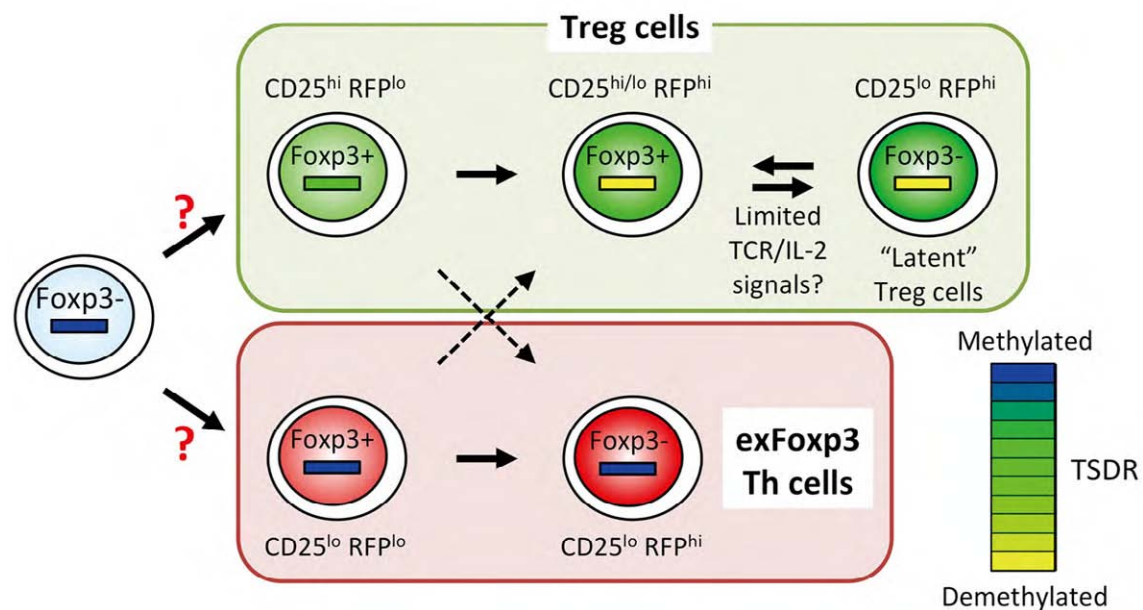 Treg cells
CD25hi RFPlo
CD25hi/lo RFPhi
CD25lo RFPhi
Foxp3+
Foxp3+
Foxp3-
?
Limited
TCR/IL-2
signals?
“Latent”
Treg cells
Foxp3-
?
Foxp3+
Foxp3-
exFoxp3
Th cells
CD25lo RFPlo
CD25lo RFPhi
Methylated
TSDR
Demethylated